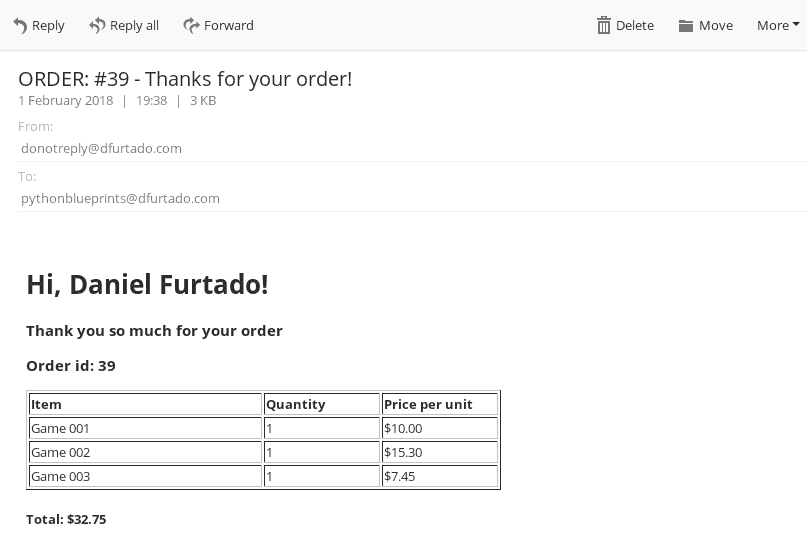 Reply Reply all Forward Delete Move More
ORDER: #39 - Thanks for your order!
1 February 2018 | 19:38 | 3 KB
From:
donotreply@dfurtado.com
To:
pythonblueprints@dfurtado.com
Hi, Daniel Furtado!
Thank you so much for your order
Order id: 39
Item Quantity Price per unit
Game 001 1 $10.00
Game 002 1 $15.30
Game 003 1 $7.45
Total: $32.75